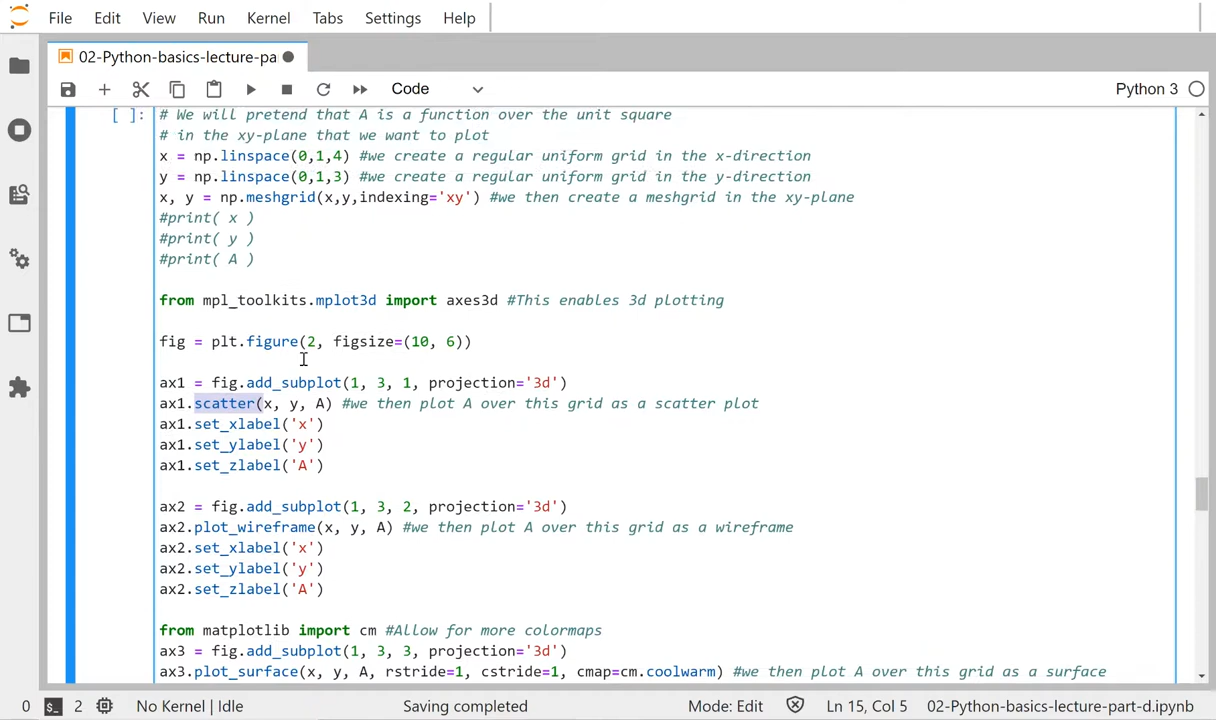 File Edit View Run Kernel Tabs Settings Help
02-Python-basics-lecture-pa
Code
Python 3
[ ]:
# We will pretend that A is a function over the unit square
# in the xy-plane that we want to plot
x = np.linspace(0,1,4) #we create a regular uniform grid in the x-direction
y = np.linspace(0,1,3) #we create a regular uniform grid in the y-direction
x, y = np.meshgrid(x,y,indexing='xy') #we then create a meshgrid in the xy-plane
#print( x )
#print( y )
#print( A )
from mpl_toolkits.mplot3d import axes3d #This enables 3d plotting
fig = plt.figure(2, figsize=(10, 6))
ax1 = fig.add_subplot(1, 3, 1, projection='3d')
ax1.scatter(x, y, A) #we then plot A over this grid as a scatter plot
ax1.set_xlabel('x')
ax1.set_ylabel('y')
ax1.set_zlabel('A')
ax2 = fig.add_subplot(1, 3, 2, projection='3d')
ax2.plot_wireframe(x, y, A) #we then plot A over this grid as a wireframe
ax2.set_xlabel('x')
ax2.set_ylabel('y')
ax2.set_zlabel('A')
from matplotlib import cm #Allow for more colormaps
ax3 = fig.add_subplot(1, 3, 3, projection='3d')
ax3.plot_surface(x, y, A, rstride=1, cstride=1, cmap=cm.coolwarm) #we then plot A over this grid as a surface
0 $_ 2 No Kernel | Idle Saving completed Mode: Edit Ln 15, Col 5 02-Python-basics-lecture-part-d.ipynb